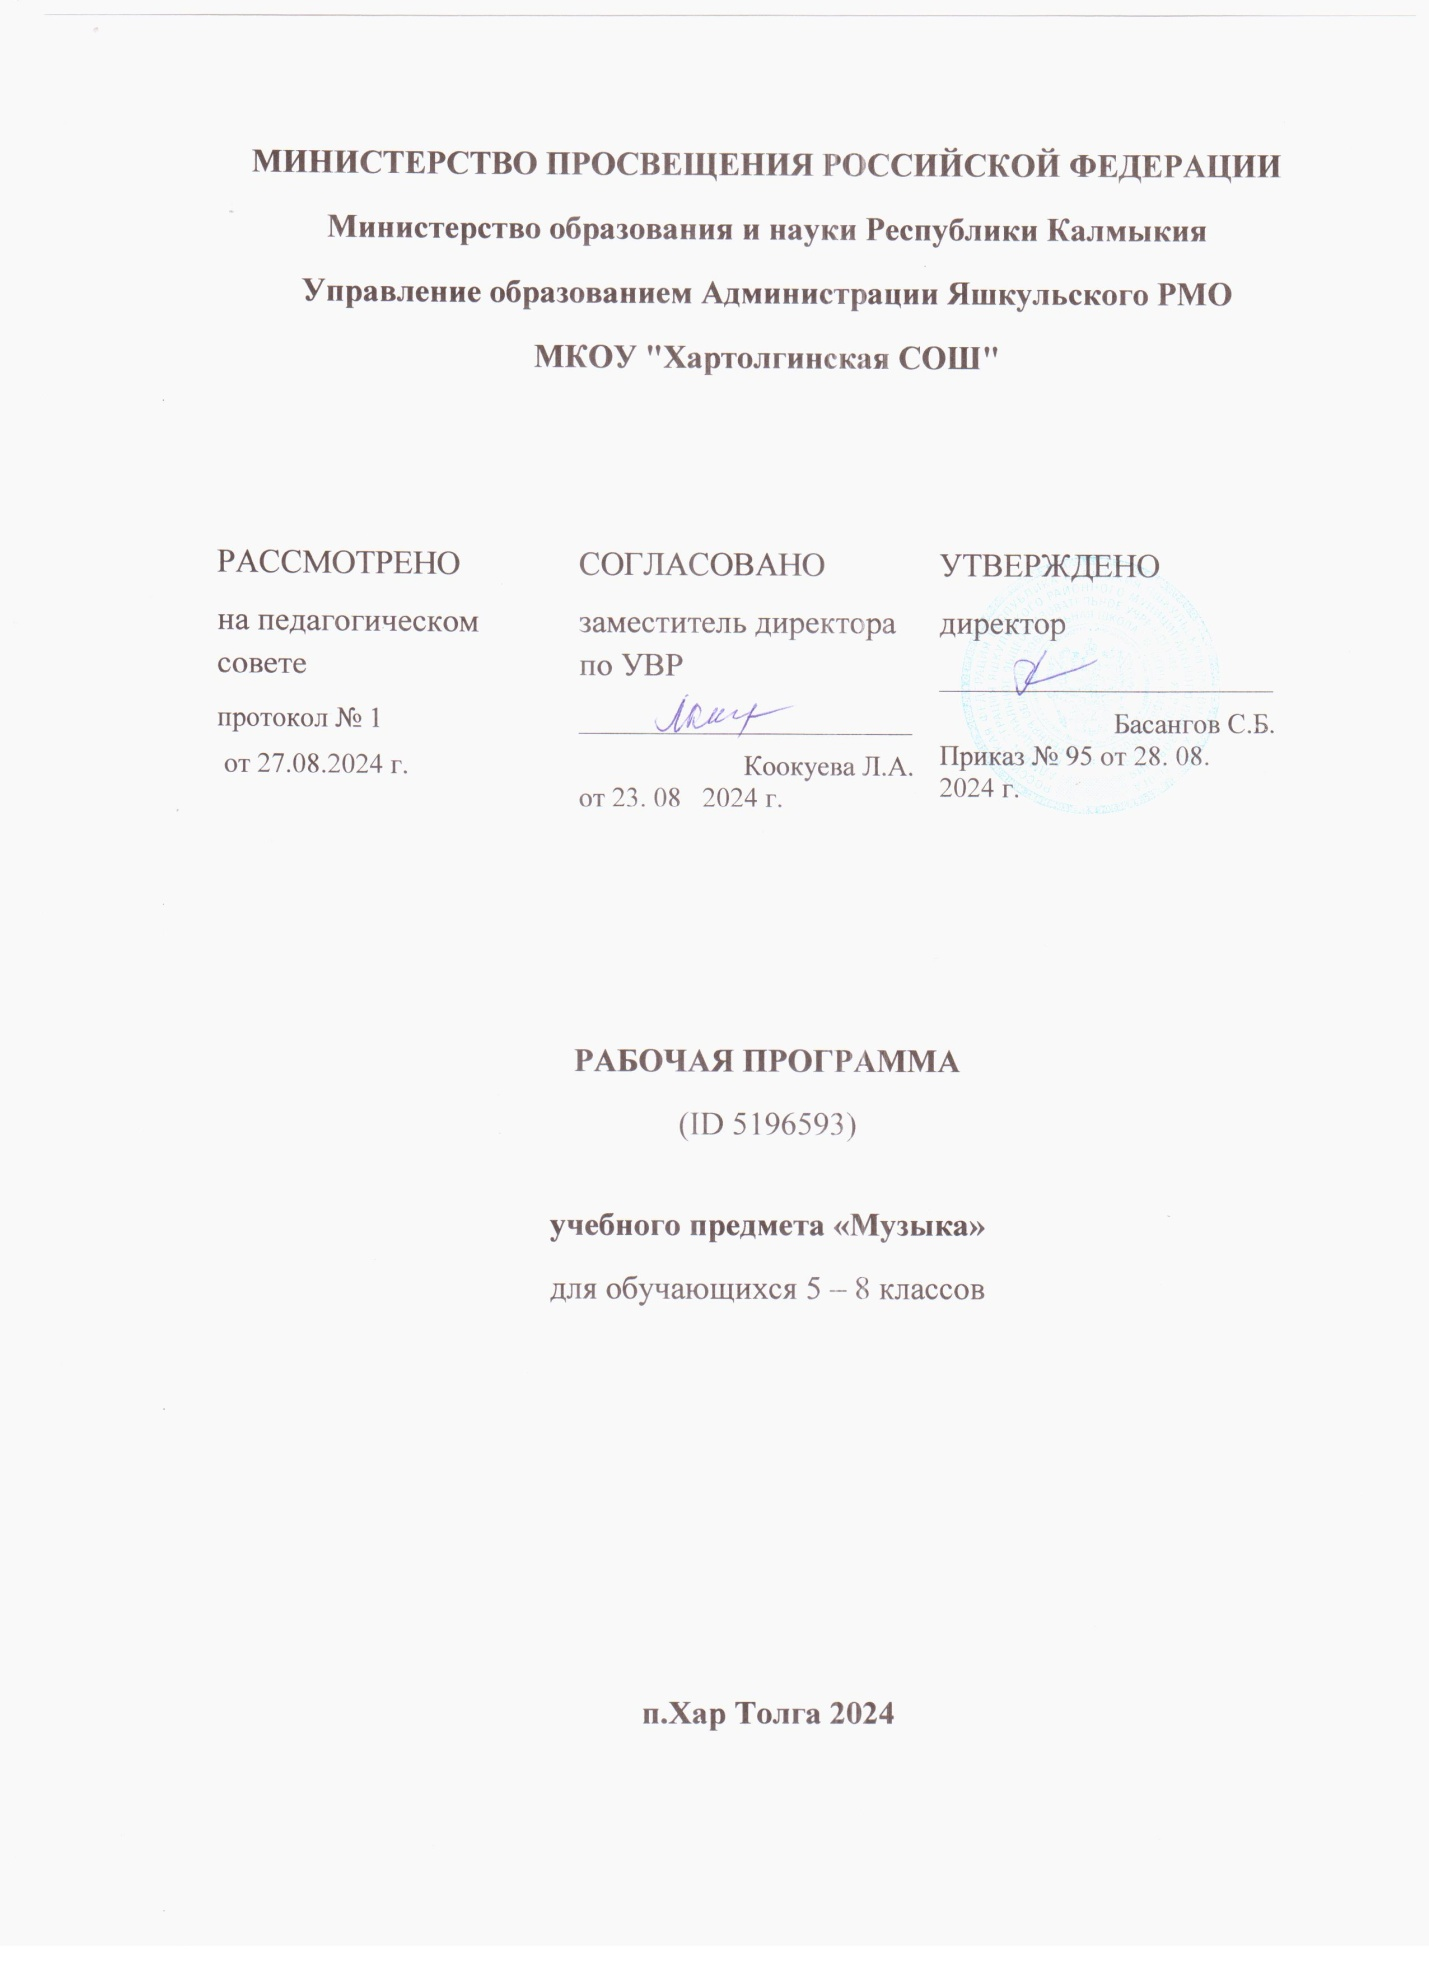 МИНИСТЕРСТВО ПРОСВЕЩЕНИЯ РОССИЙСКОЙ ФЕДЕРАЦИИ
Министерство образования и науки Республики Калмыкия
Управление образованием Администрации Яшкульского РМО
МКОУ "Хартолгинская СОШ"
РАССМОТРЕНО
на педагогическом
совете
протокол № 1
от 27.08.2024 г.
СОГЛАСОВАНО
заместитель директора
по УВР
Коокуева Л.А.
от 23. 08 2024 г.
УТВЕРЖДЕНО
директор
Басангов С.Б.
Приказ № 95 от 28. 08.
2024 г.
РАБОЧАЯ ПРОГРАММА
(ID 5196593)
учебного предмета «Музыка»
для обучающихся 5 – 8 классов
п.Хар Толга 2024